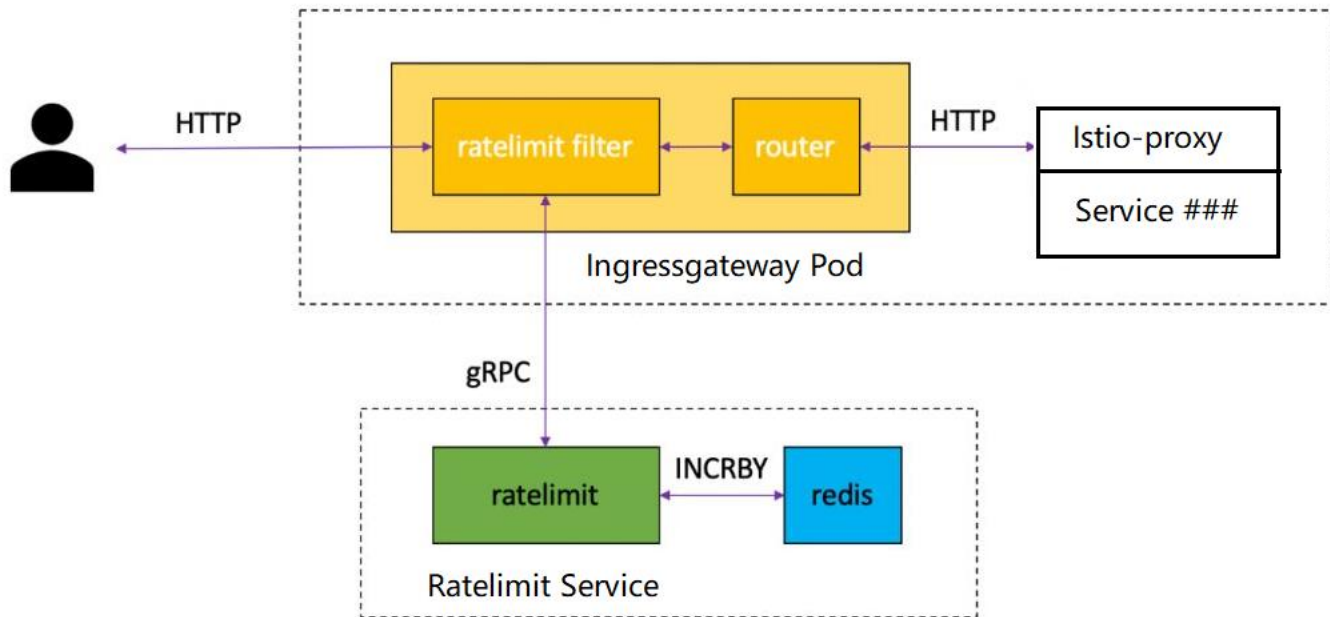 HTTP
ratelimit filter
router
HTTP
Istio-proxy
Service ###
Ingressgateway Pod
gRPC
ratelimit
INCRBY
redis
Ratelimit Service